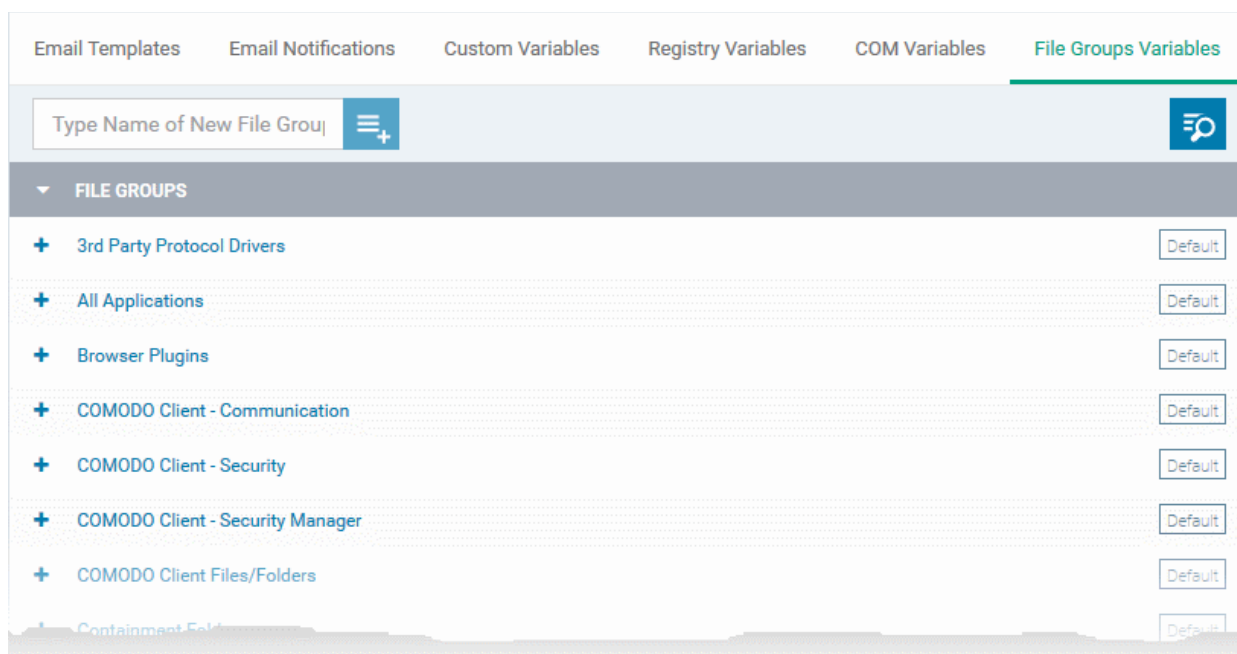 Email Templates Email Notifications Custom Variables Registry Variables COM Variables File Groups Variables
Type Name of New File Grou
FILE GROUPS
3rd Party Protocol Drivers Default
All Applications Default
Browser Plugins Default
COMODO Client - Communication Default
COMODO Client - Security Default
COMODO Client - Security Manager Default
COMODO Client Files/Folders Default
Containment Default